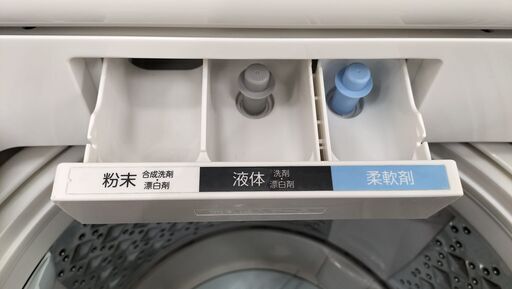 粉末 合成洗剤
・漂白剤
液体 洗剤
・漂白剤
柔軟剤